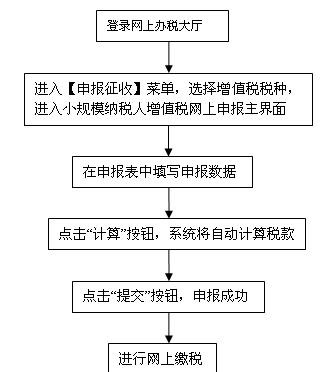 登录网上办税大厅
进入【申报征收】菜单，选择增值税税种，
进入小规模纳税人增值税网上申报主界面
在申报表中填写申报数据
点击“计算”按钮，系统将自动计算税款
点击“提交”按钮，申报成功
进行网上缴税